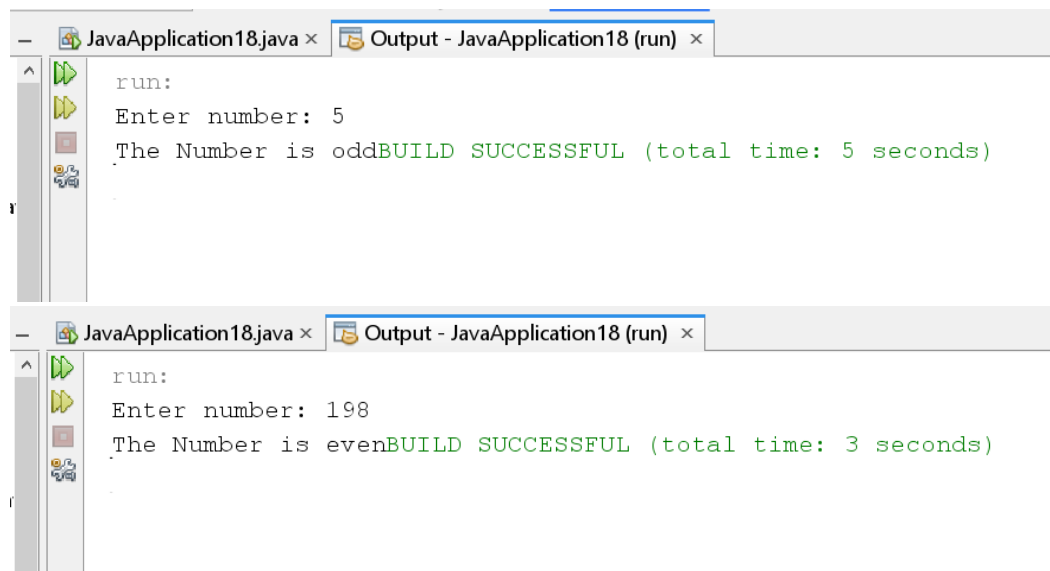 JavaApplication18.java × Output - JavaApplication18 (run) ×
run:
Enter number: 5
The Number is oddBUILD SUCCESSFUL (total time: 5 seconds)
JavaApplication18.java × Output - JavaApplication18 (run) ×
run:
Enter number: 198
The Number is evenBUILD SUCCESSFUL (total time: 3 seconds)